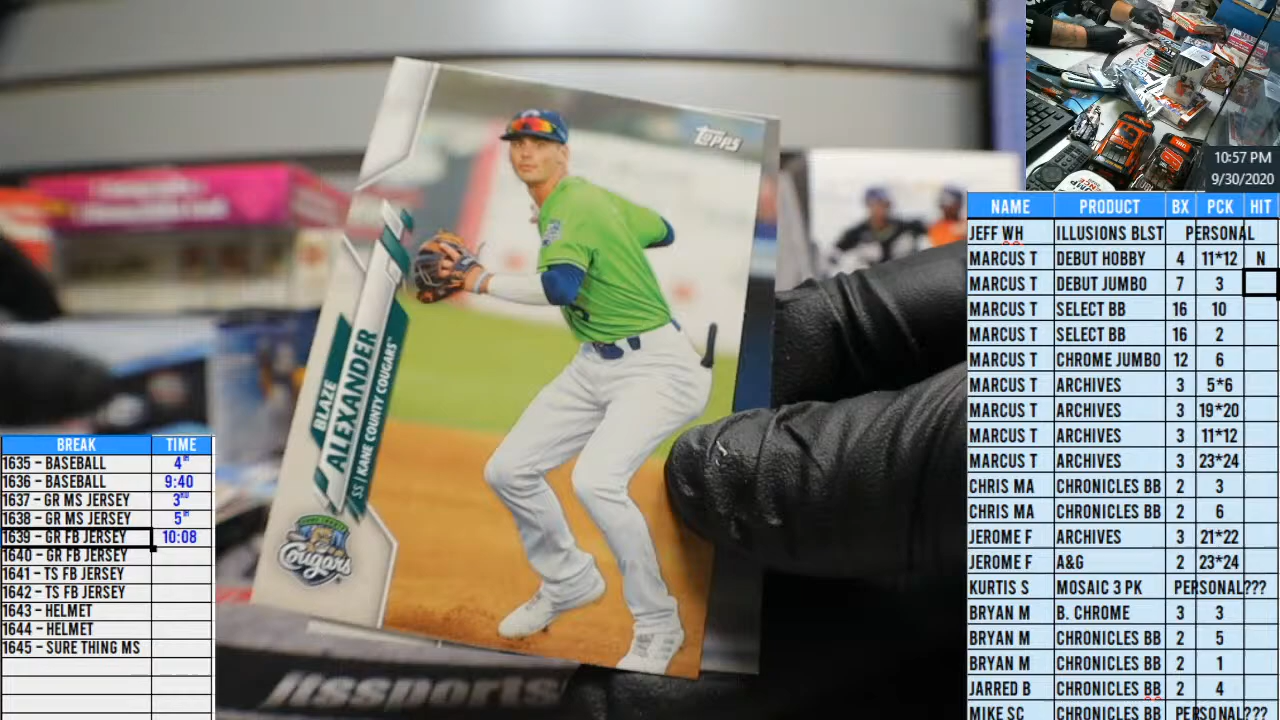 Topps
BLAZE
ALEXANDER
SS | KANE COUNTY COUGARS™
Cougars
jtssports
10:57 PM
9/30/2020
BREAK TIME
1635 - BASEBALL 4TH
1636 - BASEBALL 9:40
1637 - GR MS JERSEY 3RD
1638 - GR MS JERSEY 5TH
1639 - GR FB JERSEY 10:08
1640 - GR FB JERSEY
1641 - TS FB JERSEY
1642 - TS FB JERSEY
1643 - HELMET
1644 - HELMET
1645 - SURE THING MS
NAME PRODUCT BX PCK HIT
JEFF WH ILLUSIONS BLST PERSONAL
MARCUS T DEBUT HOBBY 4 11*12 N
MARCUS T DEBUT JUMBO 7 3
MARCUS T SELECT BB 16 10
MARCUS T SELECT BB 16 2
MARCUS T CHROME JUMBO 12 6
MARCUS T ARCHIVES 3 5*6
MARCUS T ARCHIVES 3 19*20
MARCUS T ARCHIVES 3 11*12
MARCUS T ARCHIVES 3 23*24
CHRIS MA CHRONICLES BB 2 3
CHRIS MA CHRONICLES BB 2 6
JEROME F ARCHIVES 3 21*22
JEROME F A&G 2 23*24
KURTIS S MOSAIC 3 PK PERSONAL???
BRYAN M B. CHROME 3 3
BRYAN M CHRONICLES BB 2 5
BRYAN M CHRONICLES BB 2 1
JARRED B CHRONICLES BB 2 4
MIKE SC CHRONICLES BB PERSONAL???